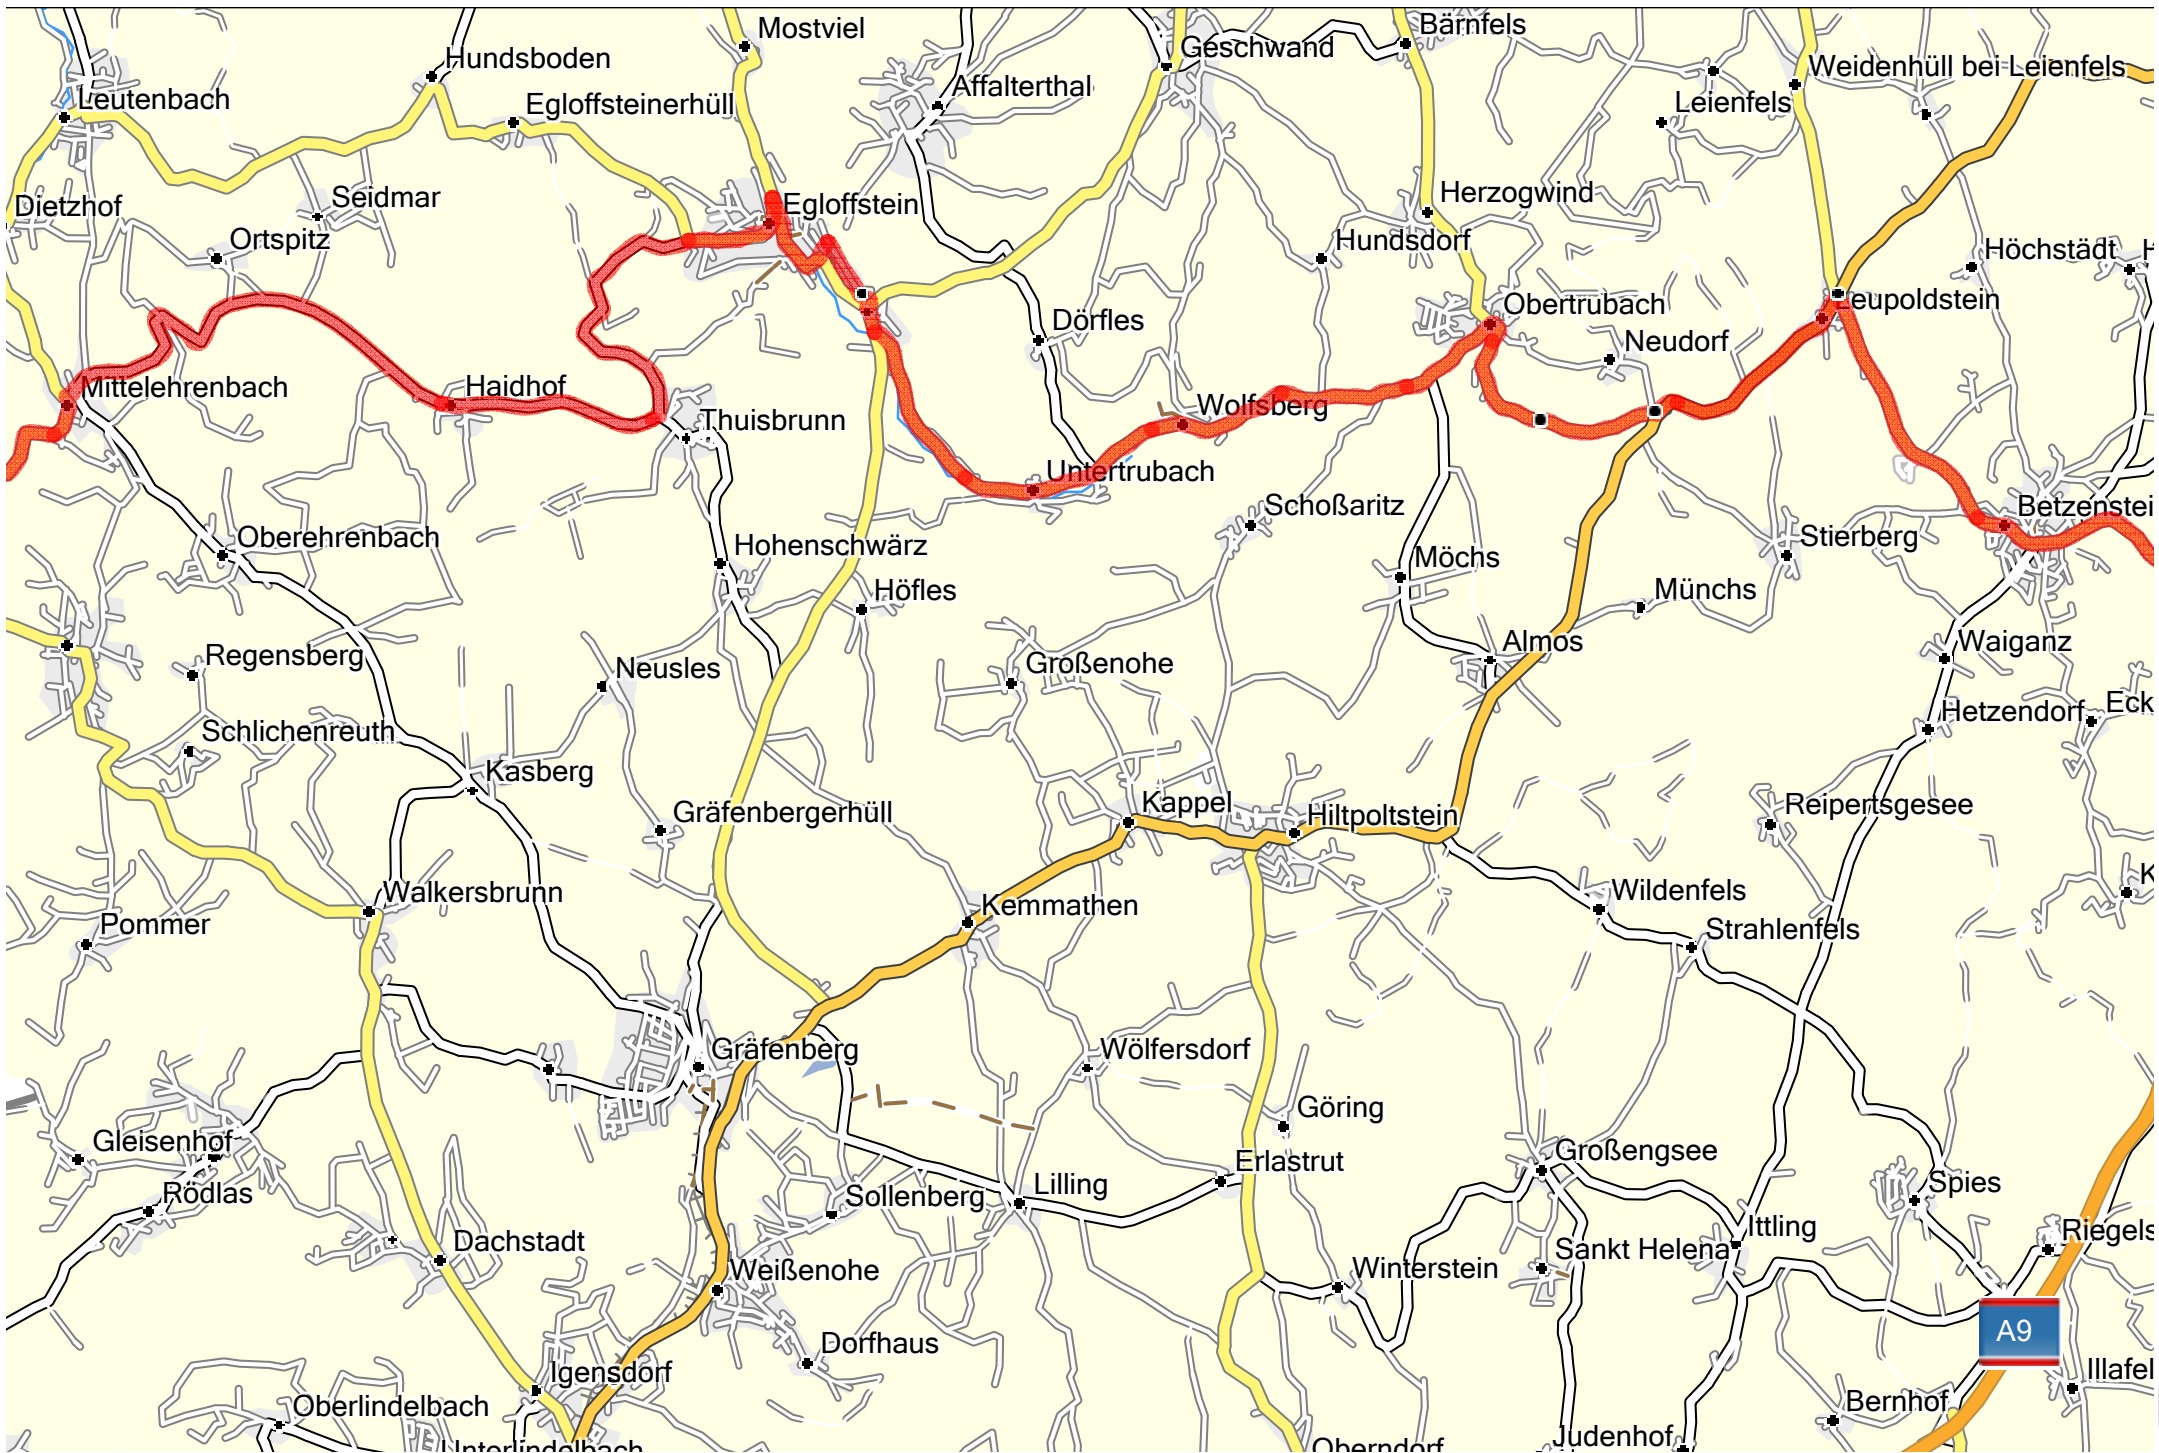 Mostviel
Bärnfels
Geschwand
Hundsboden
Weidenhüll bei Leienfels
Affalterthal
Leutenbach
Egloffsteinerhüll
Leienfels
Seidmar
Herzogwind
Dietzhof
Egloffstein
Ortspitz
Hundsdorf
Höchstädt
H
Obertrubach
eupoldstein
Dörfles
Neudorf
Mittelehrenbach
Haidhof
Wolfsberg
Thuisbrunn
Untertrubach
Schoßaritz
Betzenstei
Oberehrenbach
Hohenschwärz
Stierberg
Möchs
Höfles
Münchs
Almos
Waiganz
Regensberg
Großenohe
Neusles
Eck
Hetzendorf
Schlichenreuth
Kasberg
Kappel
Reipertsgesee
Gräfenbergerhüll
Hiltpoltstein
K
Walkersbrunn
Wildenfels
Kemmathen
Pommer
Strahlenfels
Gräfenberg
Wölfersdorf
Göring
Gleisenhof
Großengsee
Erlastrut
Rödlas
Sollenberg
Lilling
Spies
Ittling
Riegels
Dachstadt
Sankt Helena
Weißenohe
Winterstein
A9
Dorfhaus
Igensdorf
Illafel
Bernhof
Oberlindelbach
Judenhof
Unterlindelbach
Oberndorf